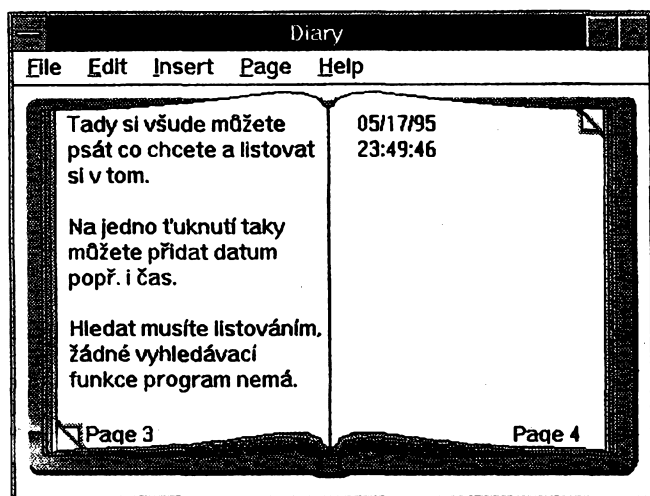 Diary
File Edit Insert Page Help
Tady si všude můžete
psát co chcete a listovat
si v tom.
Na jedno ťuknutí taky
můžete přidat datum
popř. i čas.
Hledat musíte listováním,
žádné vyhledávací
funkce program nemá.
Page 3
05/17/95
23:49:46
Page 4